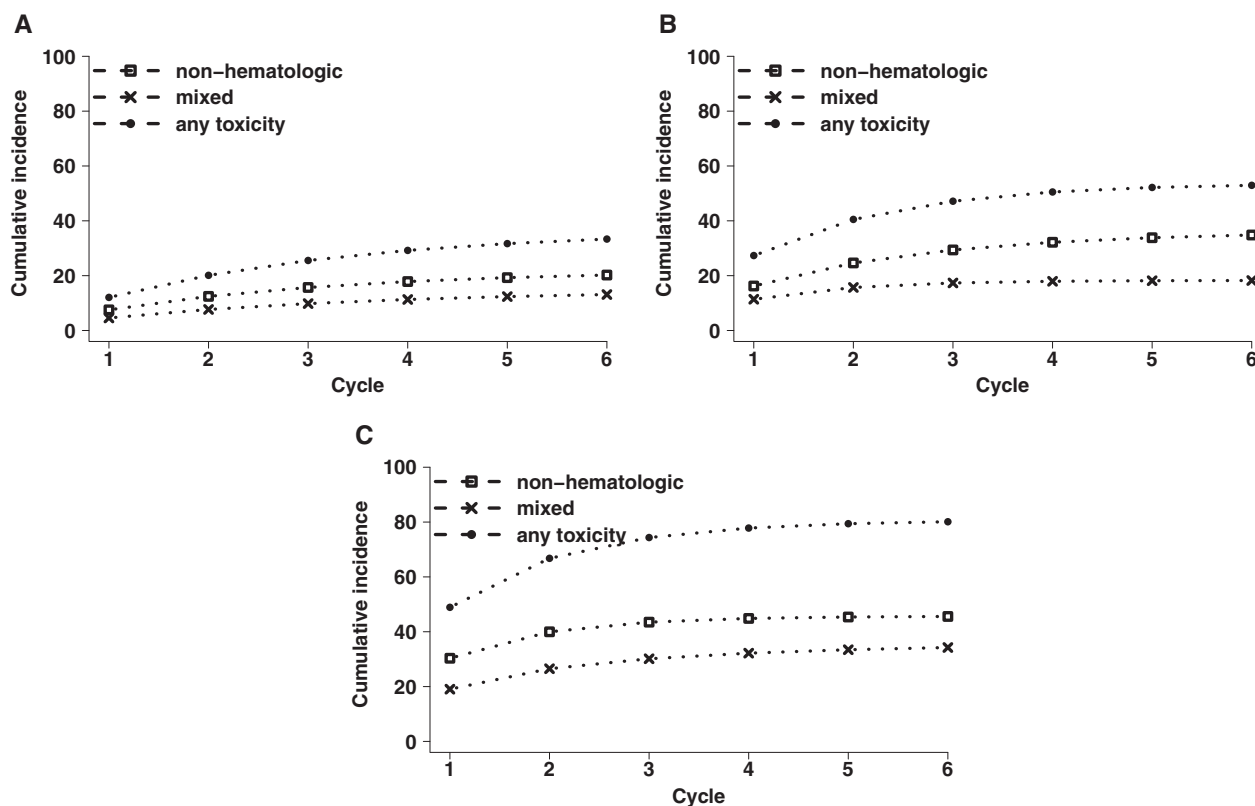 A
Cumulative incidence
100
80
60
40
20
0
non−hematologic
mixed
any toxicity
1 2 3 4 5 6
Cycle
B
Cumulative incidence
100
80
60
40
20
0
non−hematologic
mixed
any toxicity
1 2 3 4 5 6
Cycle
C
Cumulative incidence
100
80
60
40
20
0
non−hematologic
mixed
any toxicity
1 2 3 4 5 6
Cycle